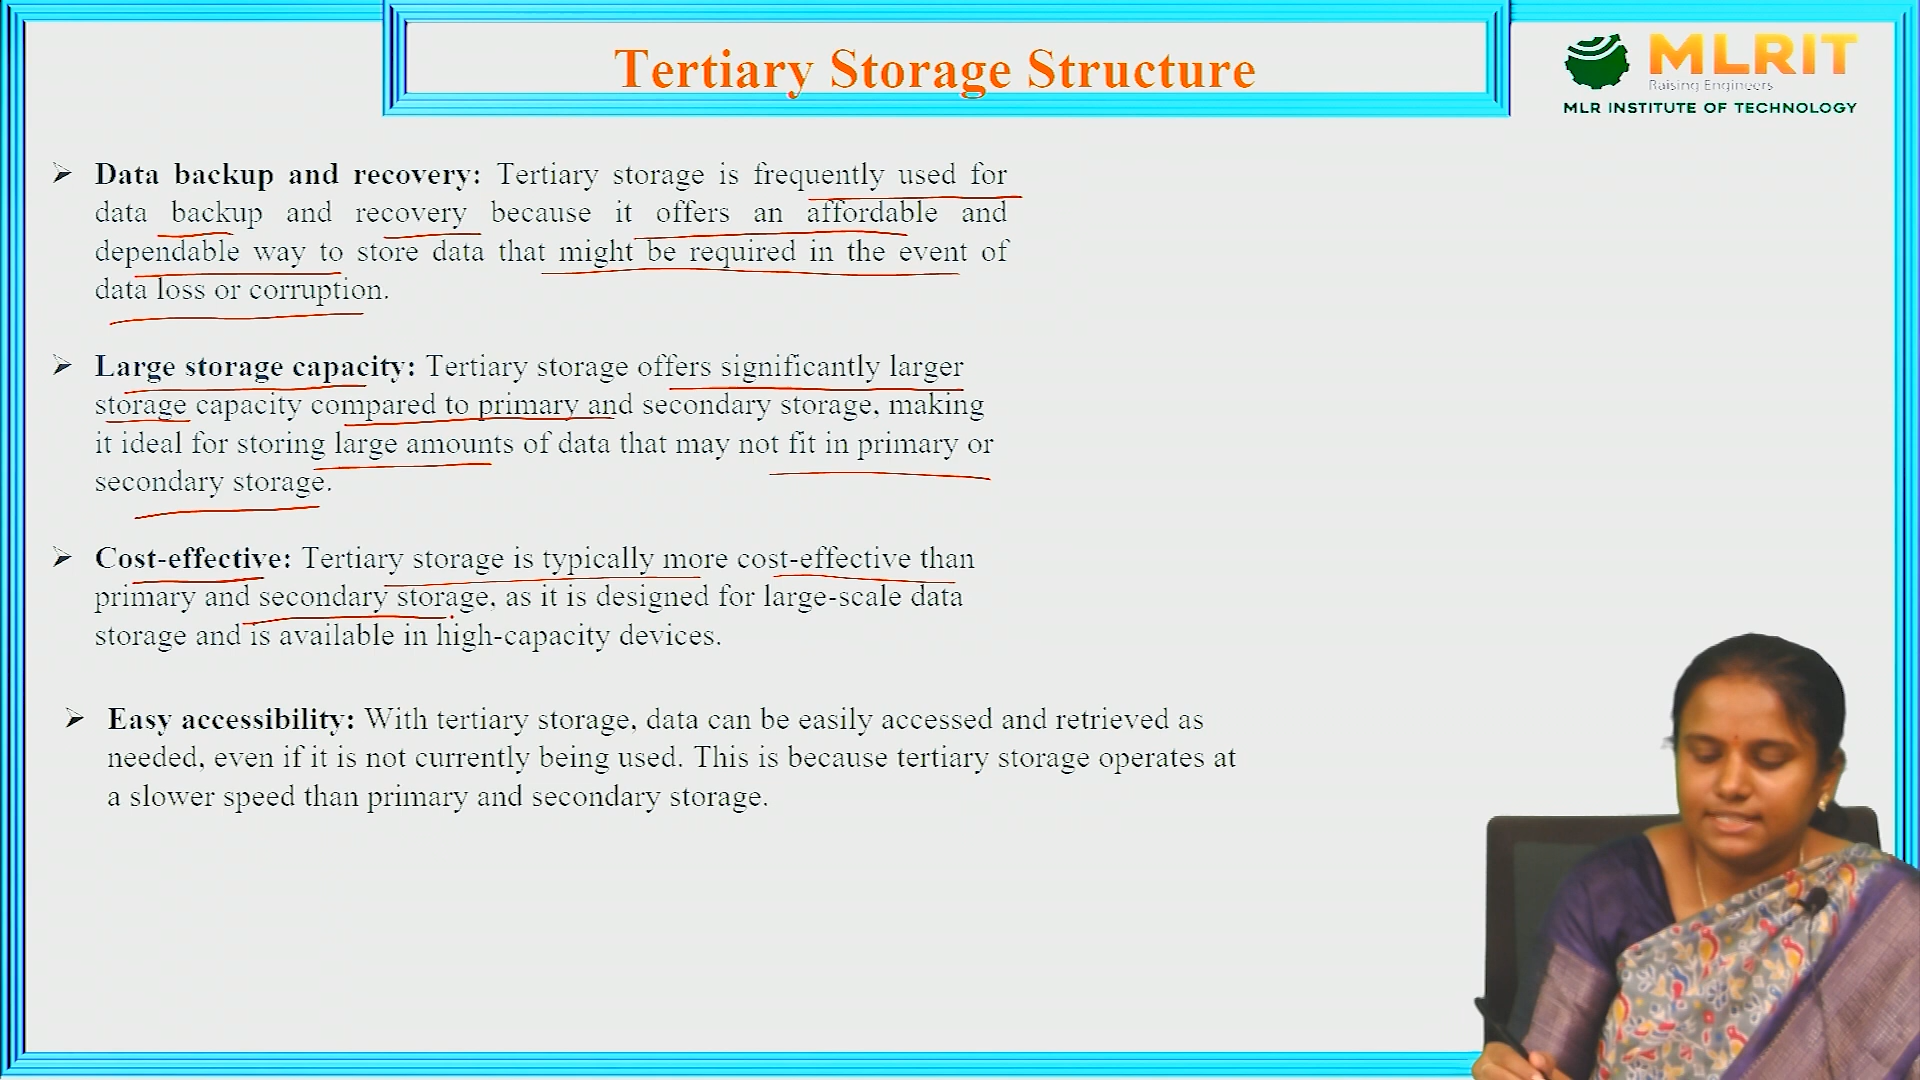 Tertiary Storage Structure
MLRIT
Raising Engineers
MLR INSTITUTE OF TECHNOLOGY
➢ Data backup and recovery: Tertiary storage is frequently used for
data backup and recovery because it offers an affordable and
dependable way to store data that might be required in the event of
data loss or corruption.
➢ Large storage capacity: Tertiary storage offers significantly larger
storage capacity compared to primary and secondary storage, making
it ideal for storing large amounts of data that may not fit in primary or
secondary storage.
➢ Cost-effective: Tertiary storage is typically more cost-effective than
primary and secondary storage, as it is designed for large-scale data
storage and is available in high-capacity devices.
➢ Easy accessibility: With tertiary storage, data can be easily accessed and retrieved as
needed, even if it is not currently being used. This is because tertiary storage operates at
a slower speed than primary and secondary storage.